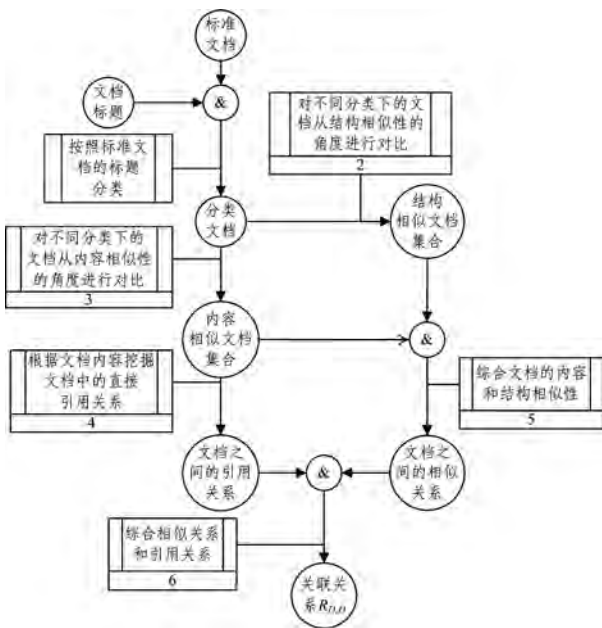 标准
文档
文档
标题
&
对不同分类下的文
档从结构相似性的
角度进行对比
2
按照标准文
档的标题
分类
分类
文档
结构
相似文档
集合
对不同分类下的
文档从内容相似性
的角度进行对比
3
内容
相似文档
集合
&
根据文档内容挖掘
文档中的直接
引用关系
4
综合文档的内容
和结构相似性
5
文档之
间的引用
关系
&
文档之
间的相似
关系
综合相似关系
和引用关系
6
关联关
系R_{D,D}